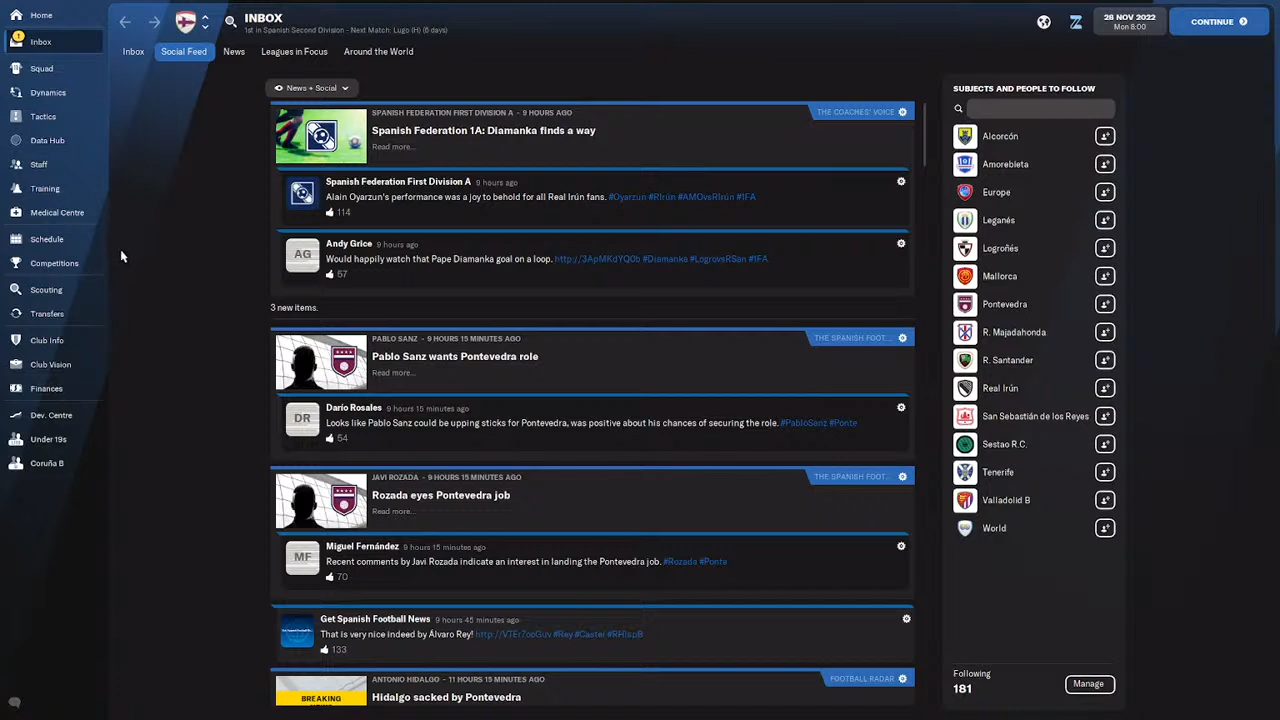 Home
1
Inbox
Squad
Dynamics
Tactics
Data Hub
Staff
Training
Medical Centre
Schedule
Competitions
Scouting
Transfers
Club Info
Club Vision
Finances
Dev. Centre
Under 19s
Coruña B
INBOX
1st in Spanish Second Division - Next Match: Lugo (H) (6 days)
28 NOV 2022
Mon 8:00
CONTINUE
Inbox Social Feed News Leagues in Focus Around the World
News + Social
SPANISH FEDERATION FIRST DIVISION A - 9 HOURS AGO
THE COACHES' VOICE
Spanish Federation 1A: Diamanka finds a way
Read more...
Spanish Federation First Division A 9 hours ago
Alain Oyarzun's performance was a joy to behold for all Real Irún fans. #Oyarzun #RIrún #AMOvsRIrún #1FA
114
AG
Andy Grice 9 hours ago
Would happily watch that Pape Diamanka goal on a loop. http://3ApMKdYQ0b #Diamanka #LogrovsRSan #1FA
57
3 new items.
PABLO SANZ - 9 HOURS 15 MINUTES AGO
THE SPANISH FOOT...
Pablo Sanz wants Pontevedra role
Read more...
DR
Darío Rosales 9 hours 15 minutes ago
Looks like Pablo Sanz could be upping sticks for Pontevedra, was positive about his chances of securing the role. #PabloSanz #Ponte
54
JAVI ROZADA - 9 HOURS 15 MINUTES AGO
THE SPANISH FOOT...
Rozada eyes Pontevedra job
Read more...
MF
Miguel Fernández 9 hours 15 minutes ago
Recent comments by Javi Rozada indicate an interest in landing the Pontevedra job. #Rozada #Ponte
70
Get Spanish Football News 9 hours 45 minutes ago
That is very nice indeed by Álvaro Rey! http://VTEr7ooGuv #Rey #Castel #RHispB
133
ANTONIO HIDALGO - 11 HOURS 15 MINUTES AGO
FOOTBALL RADAR
BREAKING
Hidalgo sacked by Pontevedra
SUBJECTS AND PEOPLE TO FOLLOW
Alcorcón
Amorebieta
Europe
Leganés
Logroñés
Mallorca
Pontevedra
R. Majadahonda
R. Santander
Real Irún
San Sebastián de los Reyes
Sestao R.C.
Tenerife
Valladolid B
World
Following
181
Manage